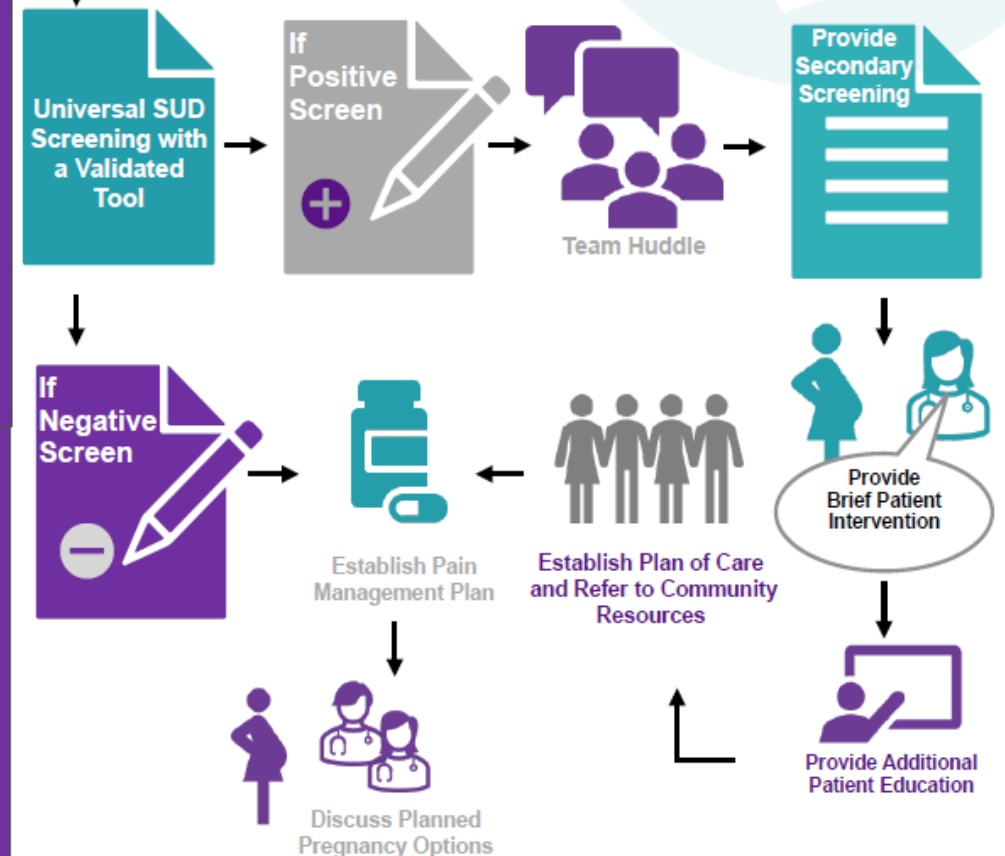 Universal SUD
Screening with
a Validated
Tool
If
Positive
Screen
Team Huddle
Provide
Secondary
Screening
Provide
Brief Patient
Intervention
Provide Additional
Patient Education
Establish Plan of Care
and Refer to Community
Resources
If
Negative
Screen
Establish Pain
Management Plan
Discuss Planned
Pregnancy Options